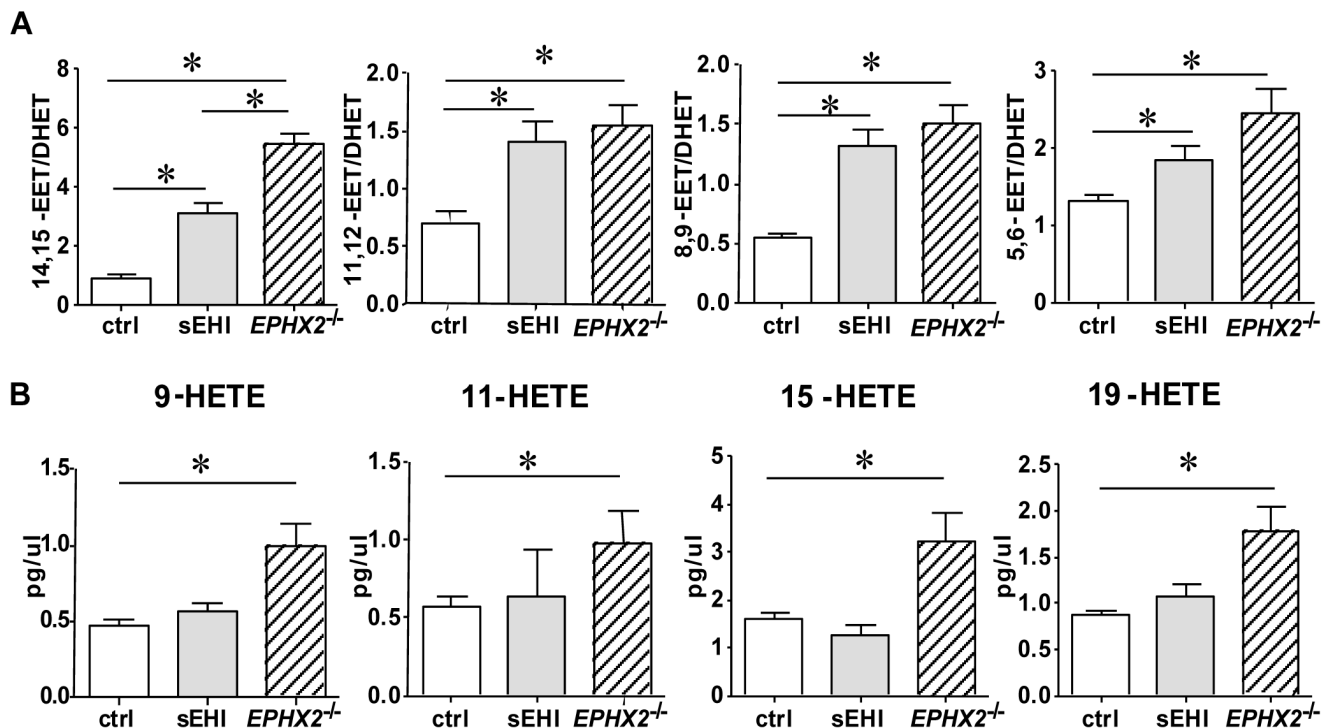 A
14,15 -EET/DHET
8
6
4
2
0
*
*
*
ctrl sEHI EPHX2-/-
11,12 -EET/DHET
2.0
1.5
1.0
0.5
0.0
*
*
ctrl sEHI EPHX2-/-
8,9 -EET/DHET
2.0
1.5
1.0
0.5
0.0
*
*
ctrl sEHI EPHX2-/-
5,6- EET/DHET
3
2
1
0
*
*
ctrl sEHI EPHX2-/-
B
9-HETE
pg/ul
1.5
1.0
0.5
0.0
*
ctrl sEHI EPHX2-/-
11-HETE
pg/ul
1.5
1.0
0.5
0.0
*
ctrl sEHI EPHX2-/-
15 -HETE
pg/ul
5
4
3
2
1
0
*
ctrl sEHI EPHX2-/-
19 -HETE
pg/ul
2.5
2.0
1.5
1.0
0.5
0.0
*
ctrl sEHI EPHX2-/-